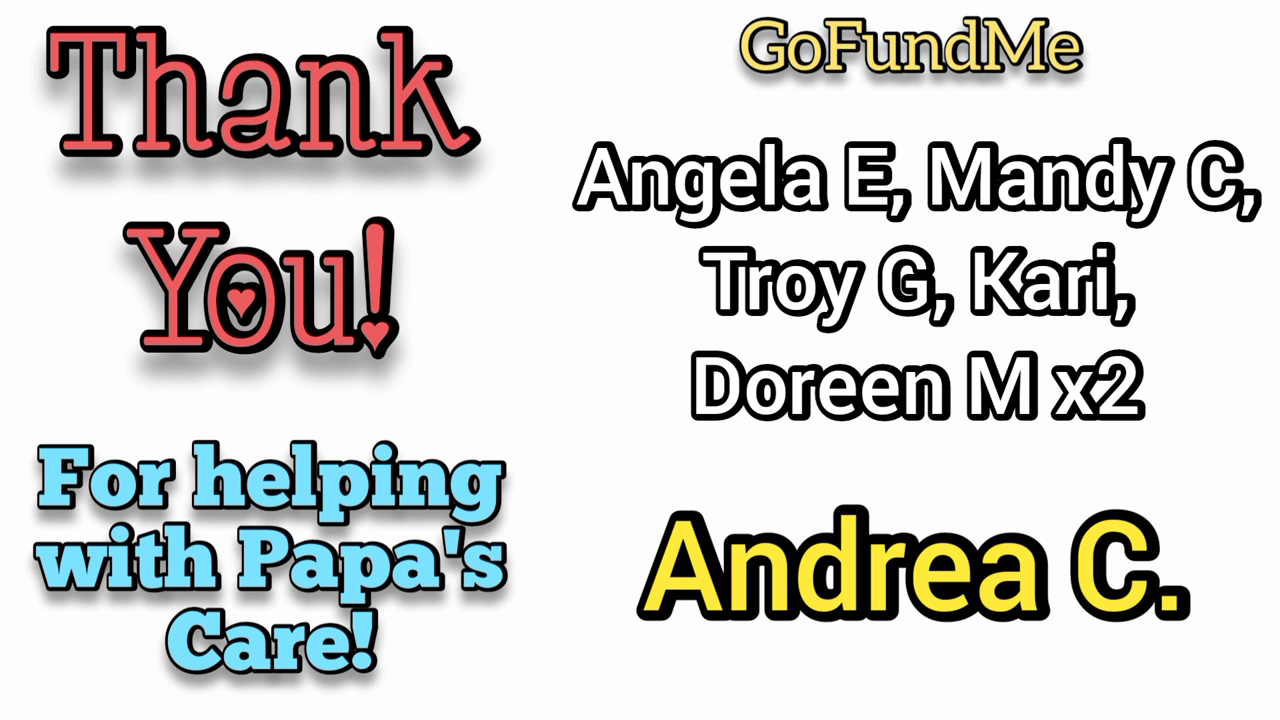 Thank
You!
For helping
with Papa's
Care!
GoFundMe
Angela E, Mandy C,
Troy G, Kari,
Doreen M x2
Andrea C.